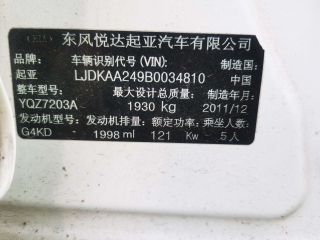 东风悦达起亚汽车有限公司
品牌: 车辆识别代号(VIN): 制造国:
起亚 LJDKAA249B0034810 中国
整车型号: 最大设计总质量: 制造年月:
YQZ7203A 1930 kg 2011/12
发动机型号: 发动机排量: 额定功率: 乘坐人数:
G4KD 1998 ml 121 Kw 5人